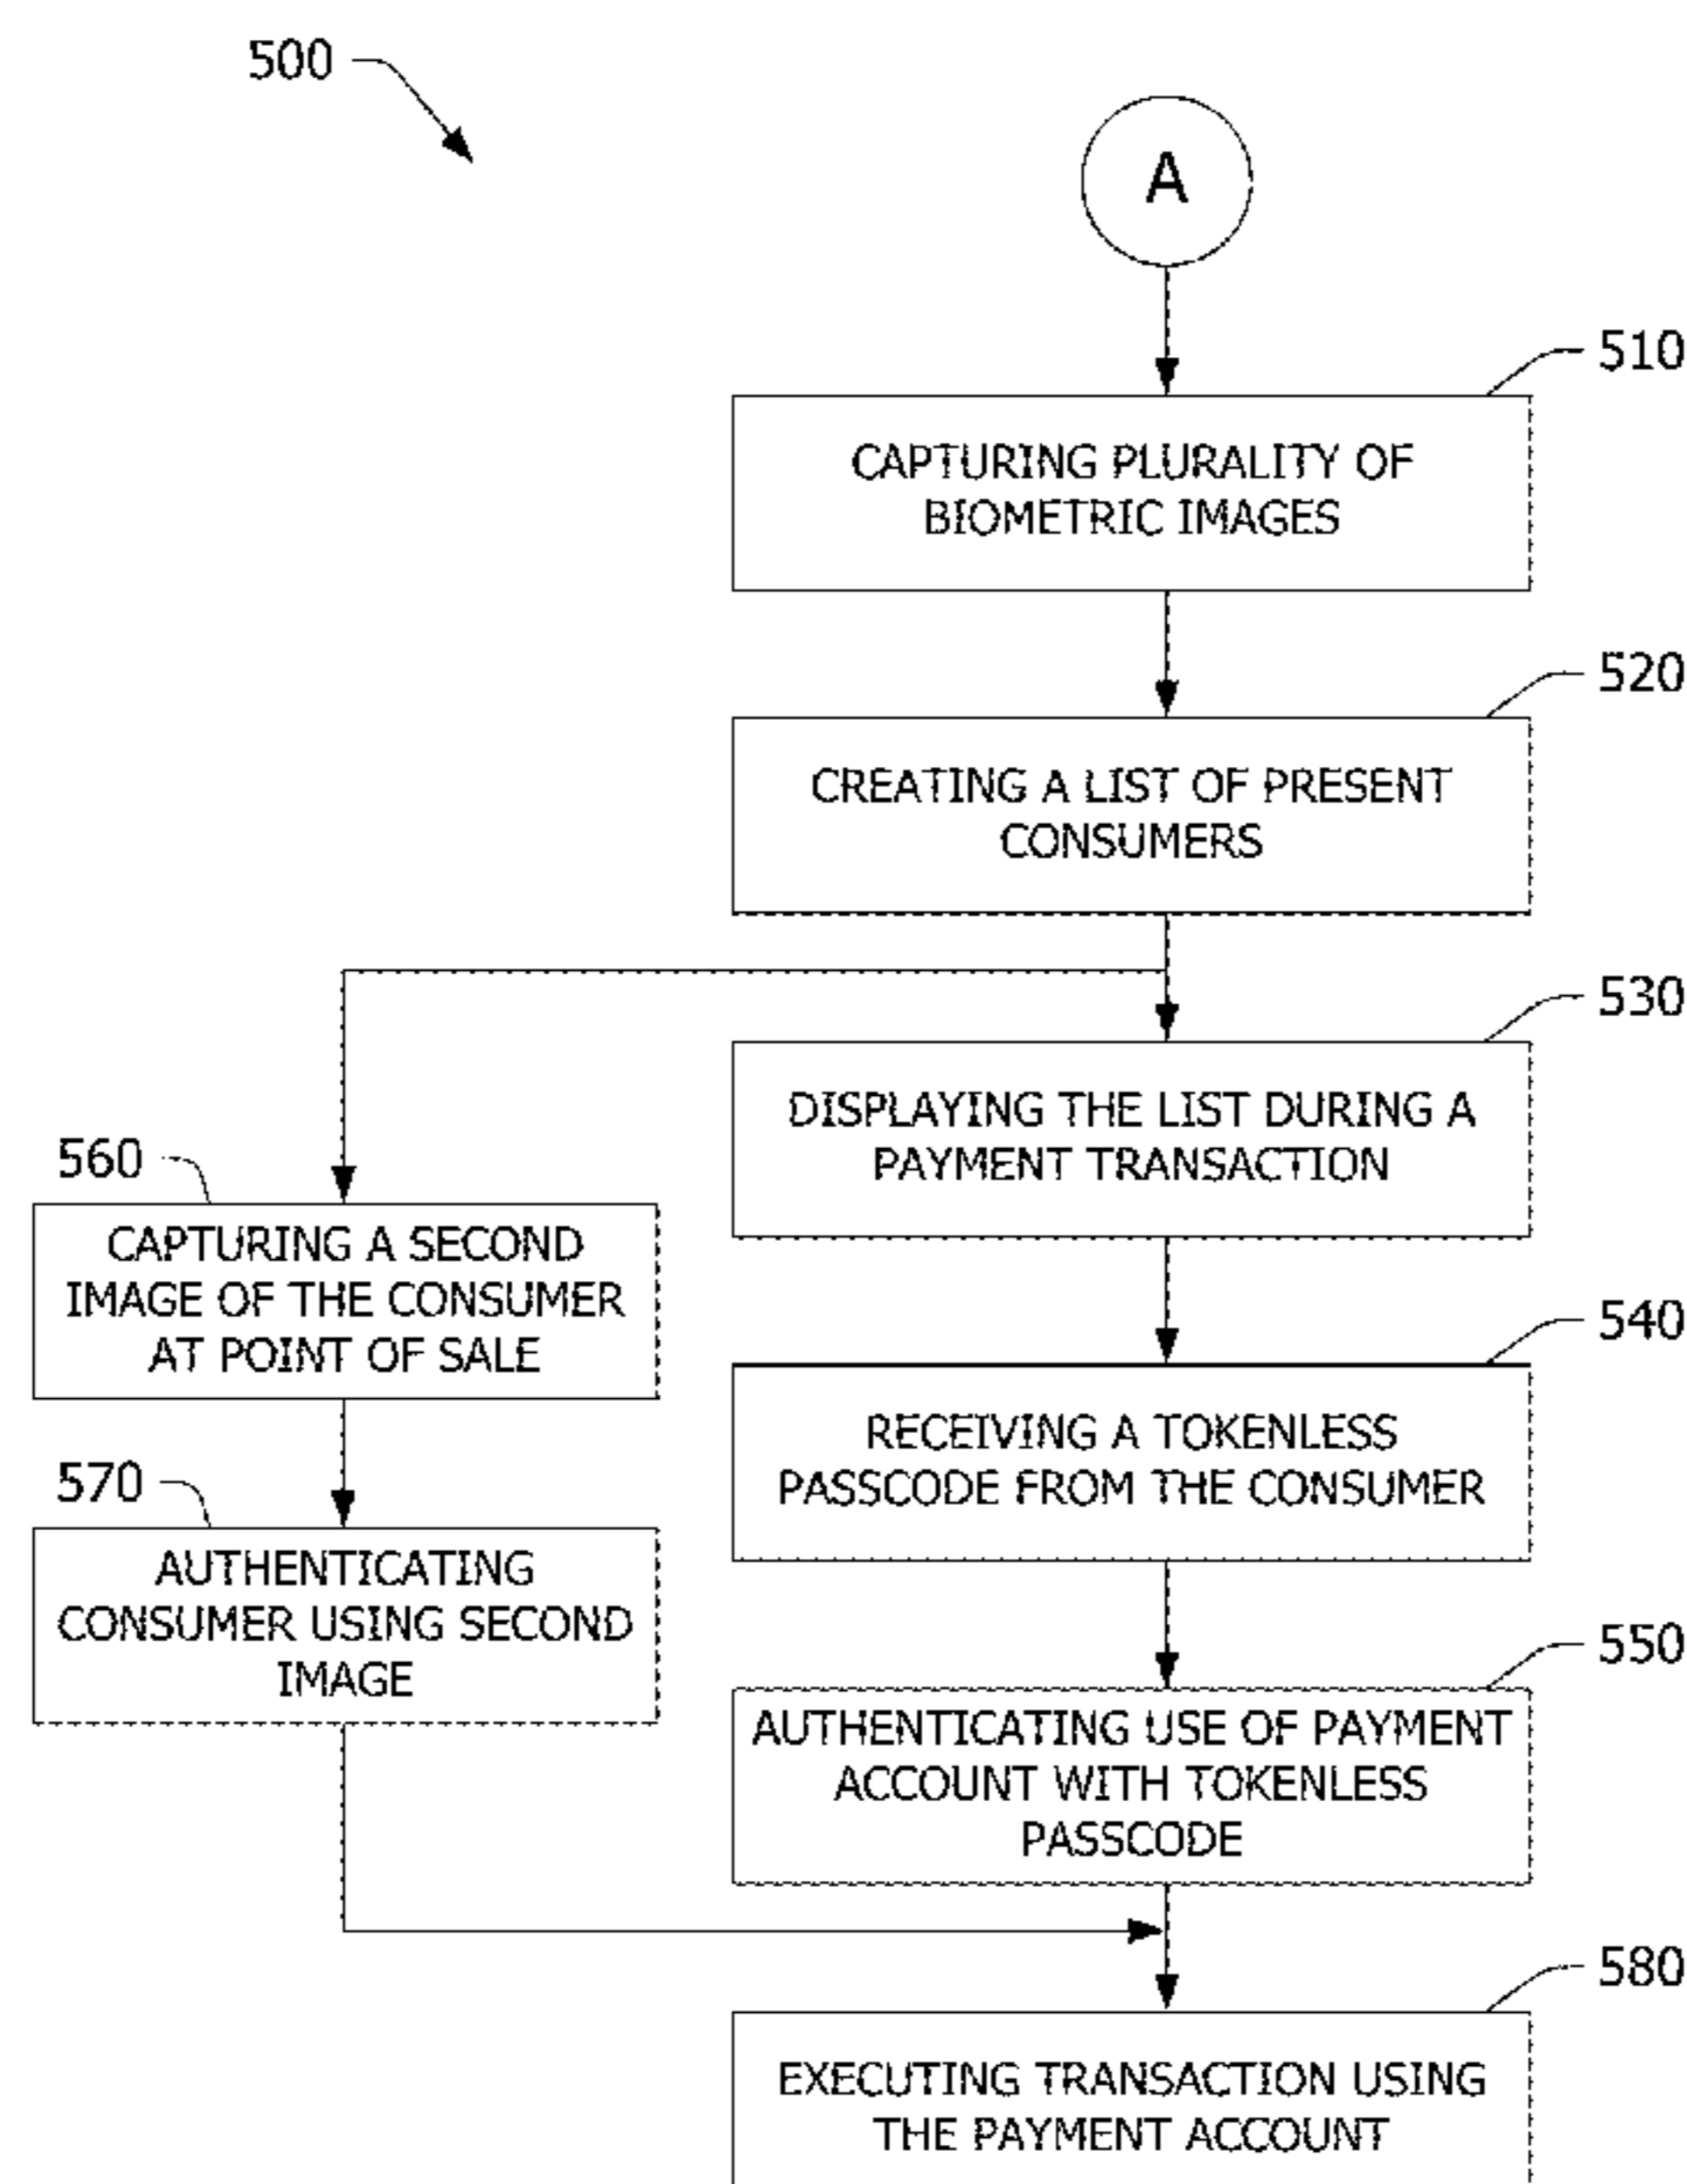 500
A
510
CAPTURING PLURALITY OF
BIOMETRIC IMAGES
520
CREATING A LIST OF PRESENT
CONSUMERS
530
DISPLAYING THE LIST DURING A
PAYMENT TRANSACTION
560
CAPTURING A SECOND
IMAGE OF THE CONSUMER
AT POINT OF SALE
540
RECEIVING A TOKENLESS
PASSCODE FROM THE CONSUMER
570
AUTHENTICATING
CONSUMER USING SECOND
IMAGE
550
AUTHENTICATING USE OF PAYMENT
ACCOUNT WITH TOKENLESS
PASSCODE
580
EXECUTING TRANSACTION USING
THE PAYMENT ACCOUNT